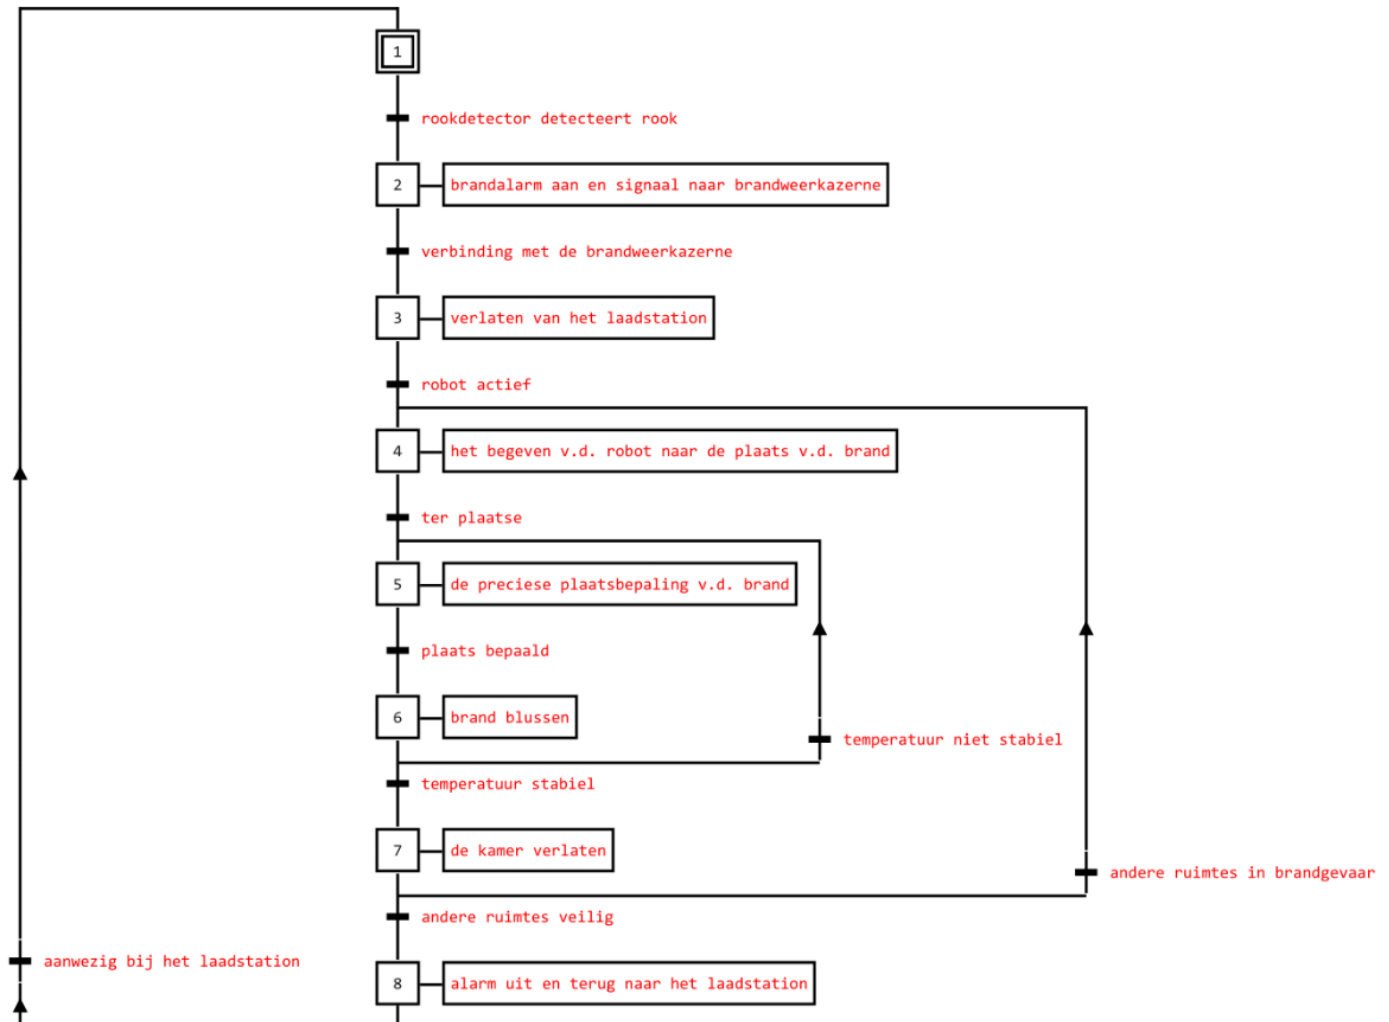 1
rookdetector detecteert rook
2
brandalarm aan en signaal naar brandweerkazerne
verbinding met de brandweerkazerne
3
verlaten van het laadstation
robot actief
4
het begeven v.d. robot naar de plaats v.d. brand
ter plaatse
5
de preciese plaatsbepaling v.d. brand
plaats bepaald
6
brand blussen
temperatuur niet stabiel
temperatuur stabiel
7
de kamer verlaten
andere ruimtes in brandgevaar
andere ruimtes veilig
aanwezig bij het laadstation
8
alarm uit en terug naar het laadstation